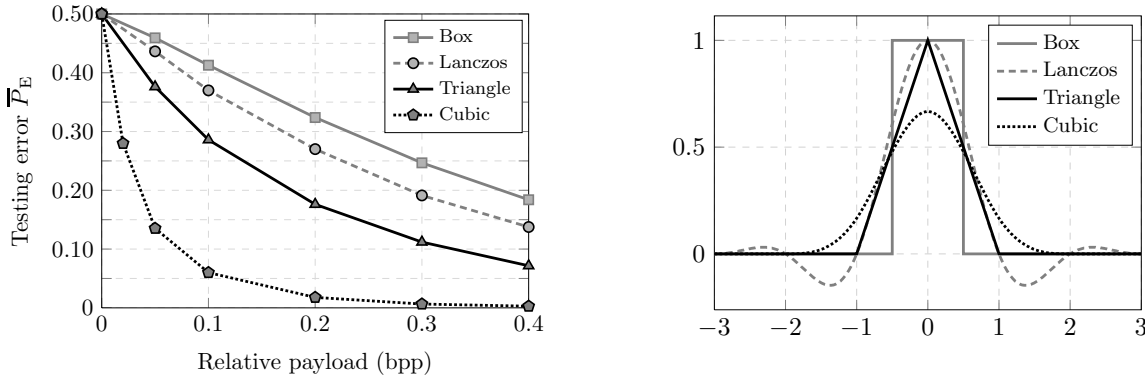 0.50
0.40
0.30
0.20
0.10
0
Testing error P̅_E
0
0.1
0.2
0.3
0.4
Relative payload (bpp)
Box
Lanczos
Triangle
Cubic
1
0.5
0
−3
−2
−1
0
1
2
3
Box
Lanczos
Triangle
Cubic